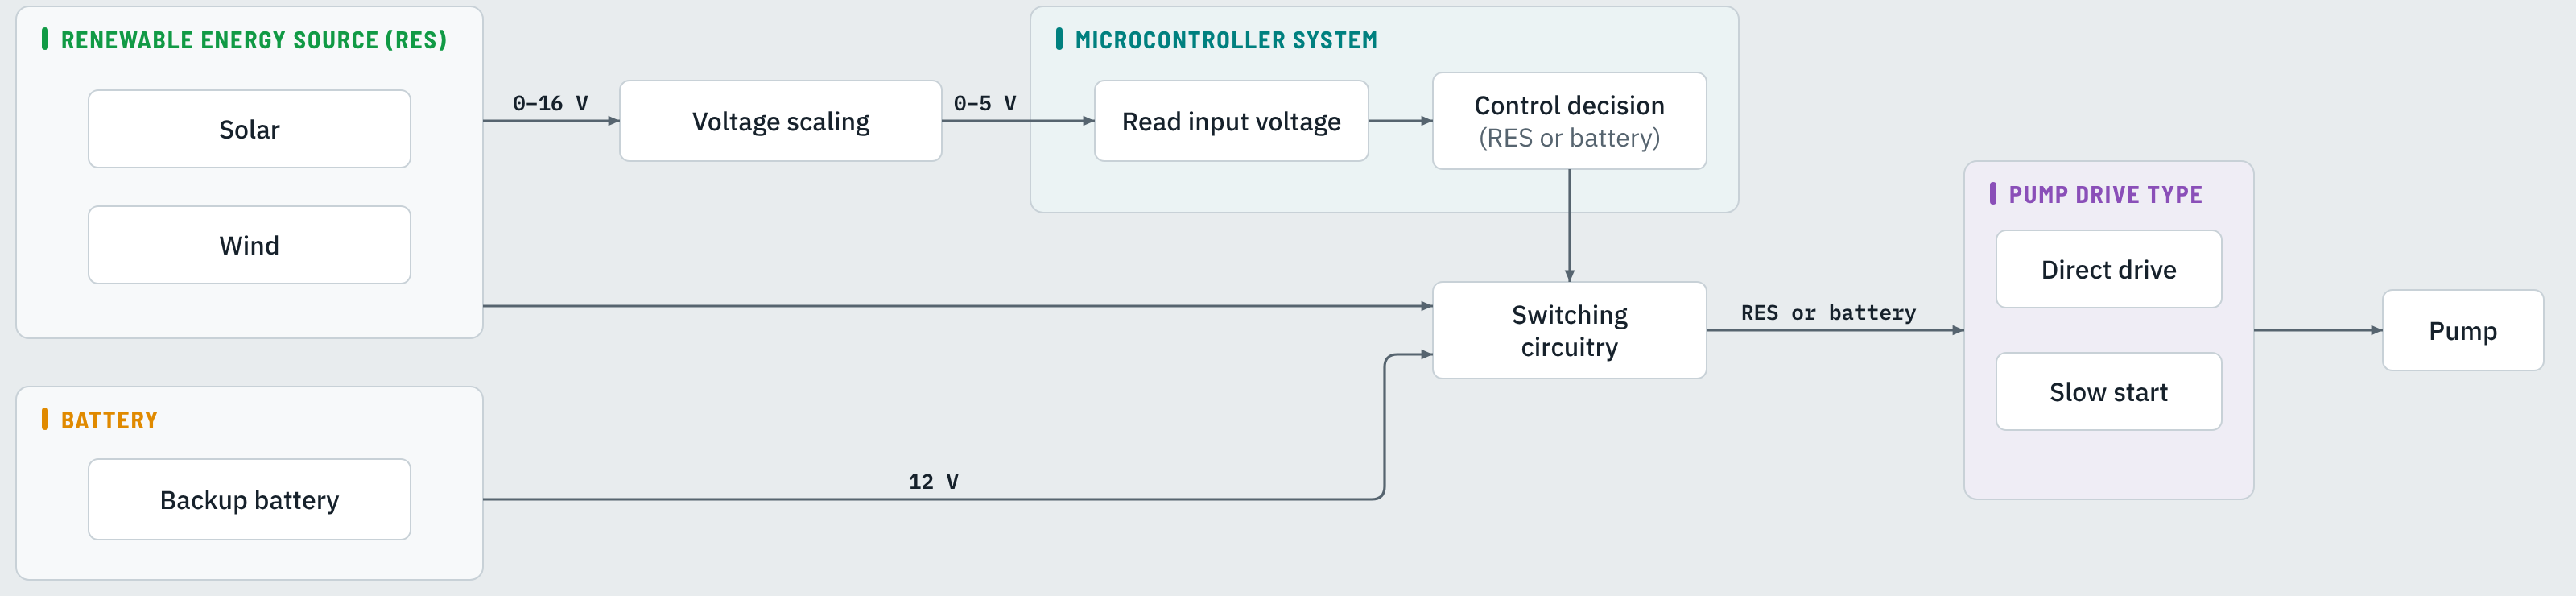 RENEWABLE ENERGY SOURCE (RES)
Solar
Wind
0–16 V
Voltage scaling
0–5 V
MICROCONTROLLER SYSTEM
Read input voltage
Control decision
(RES or battery)
BATTERY
Backup battery
12 V
Switching
circuitry
RES or battery
PUMP DRIVE TYPE
Direct drive
Slow start
Pump